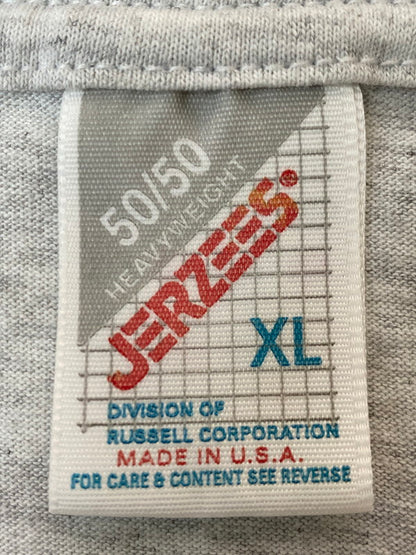 50/50
HEAVYWEIGHT
JERZEES®
XL
DIVISION OF
RUSSELL CORPORATION
MADE IN U.S.A.
FOR CARE & CONTENT SEE REVERSE